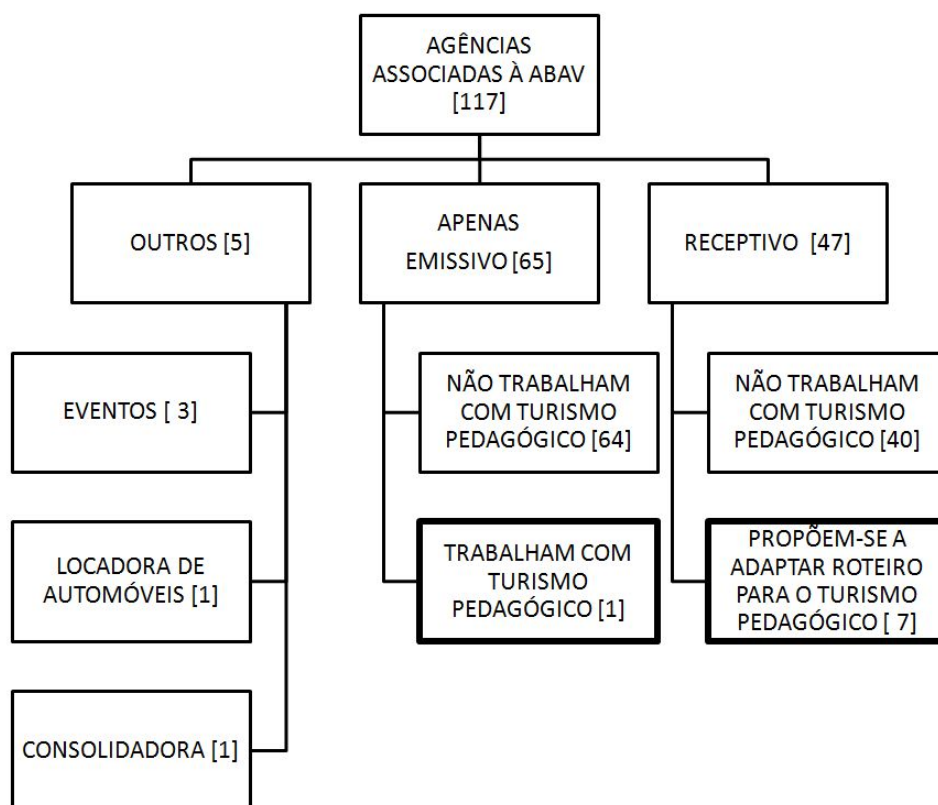 AGÊNCIAS
ASSOCIADAS À ABAV
[117]
OUTROS [5]
APENAS
EMISSIVO [65]
RECEPTIVO [47]
EVENTOS [ 3]
NÃO TRABALHAM
COM TURISMO
PEDAGÓGICO [64]
NÃO TRABALHAM
COM TURISMO
PEDAGÓGICO [40]
LOCADORA DE
AUTOMÓVEIS [1]
TRABALHAM COM
TURISMO
PEDAGÓGICO [1]
PROPÕEM-SE A
ADAPTAR ROTEIRO
PARA O TURISMO
PEDAGÓGICO [ 7]
CONSOLIDADORA [1]